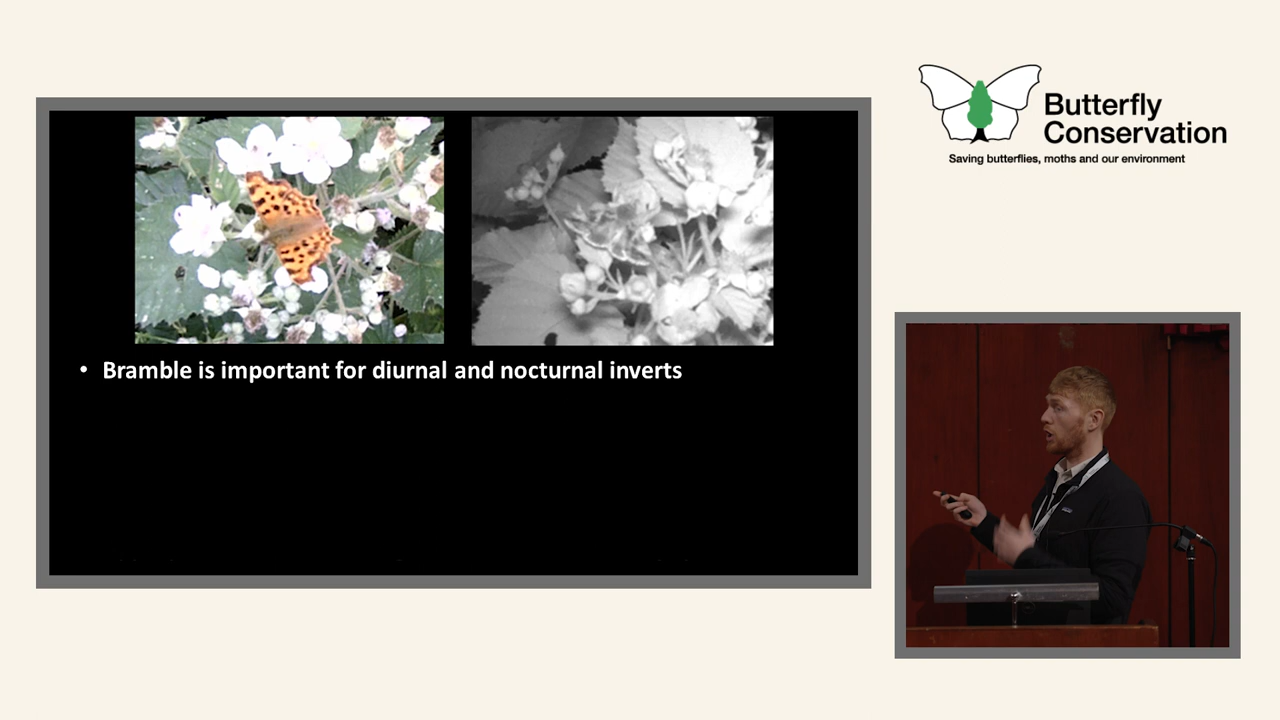 Butterfly
Conservation
Saving butterflies, moths and our environment
• Bramble is important for diurnal and nocturnal inverts